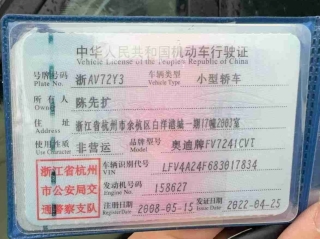 中华人民共和国机动车行驶证
Vehicle License of the People's Republic of China
号牌号码 浙AV72Y3 车辆类型 小型轿车
Plate No. Vehicle Type
所有人 陈先扩
Owner
住址 浙江省杭州市余杭区白洋港城一期17幢2003室
Address
使用性质 非营运 品牌型号 奥迪牌FV7241CVT
Use Character Model
浙江省杭州市公安局交通警察支队
车辆识别代号 LFV4A24F683017834
VIN
发动机号码 158627
Engine No.
注册日期 2008-05-15 发证日期 2022-04-25
Register Date Issue Date